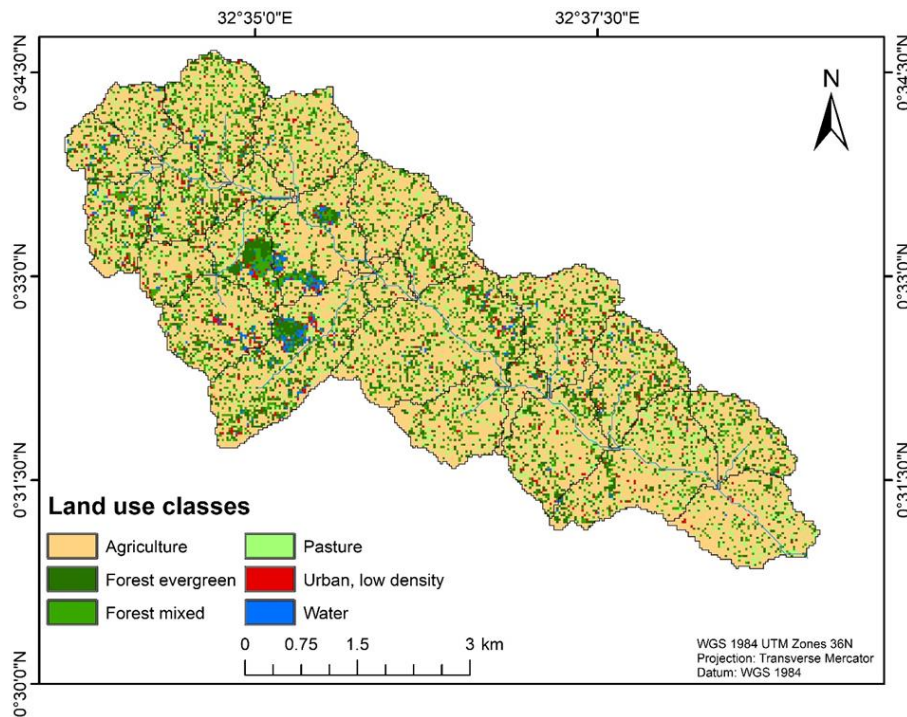 32°35'0"E 32°37'30"E
0°34'30"N 0°34'30"N
N
0°33'0"N 0°33'0"N
0°31'30"N 0°31'30"N
Land use classes
Agriculture Pasture
Forest evergreen Urban, low density
Forest mixed Water
0 0.75 1.5 3 km
WGS 1984 UTM Zones 36N
Projection: Transverse Mercator
Datum: WGS 1984
0°30'0"N